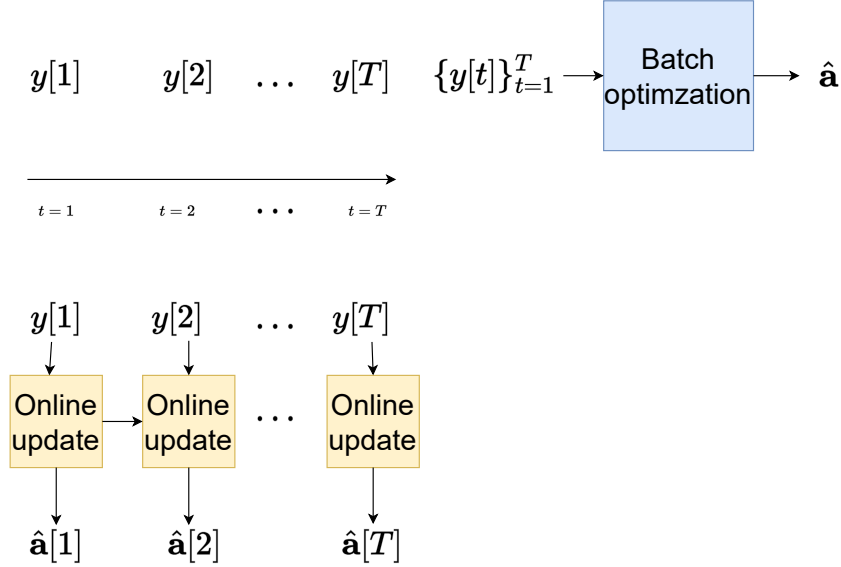 y[1] y[2] ... y[T] {y[t]}_{t=1}^{T} Batch optimzation â
t = 1 t = 2 ... t = T
y[1] y[2] ... y[T]
Online update Online update ... Online update
â[1] â[2] â[T]